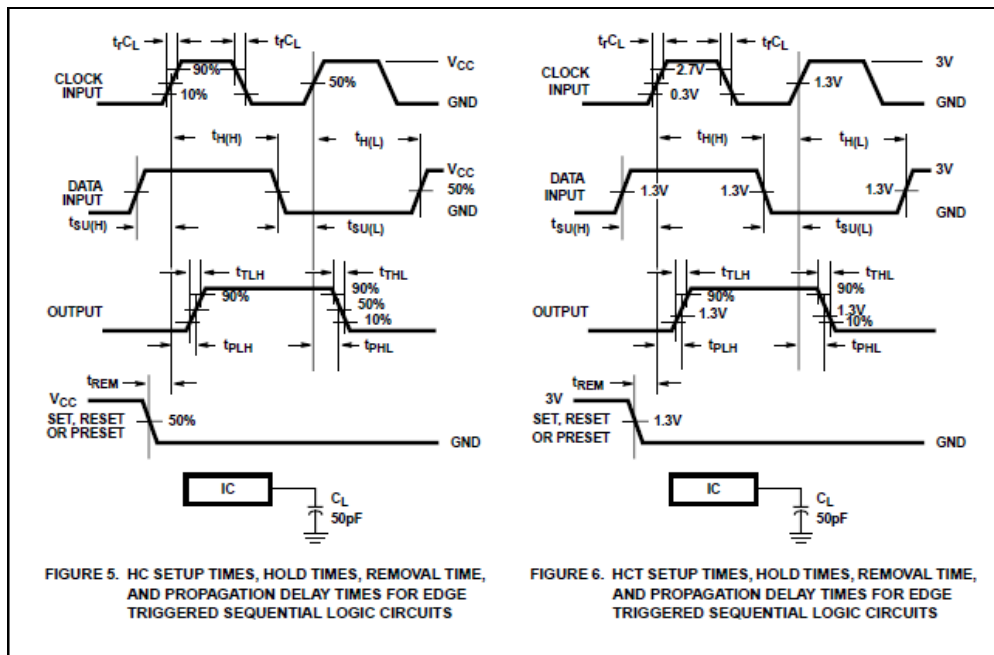 trCL
trCL
CLOCK
INPUT
90%
10%
50%
VCC
GND
tH(H)
tH(L)
DATA
INPUT
VCC
50%
GND
tSU(H)
tSU(L)
tTLH
tTHL
OUTPUT
90%
90%
50%
10%
tPLH
tPHL
tREM
VCC
SET, RESET
OR PRESET
50%
GND
IC
CL
50pF
FIGURE 5. HC SETUP TIMES, HOLD TIMES, REMOVAL TIME,
AND PROPAGATION DELAY TIMES FOR EDGE
TRIGGERED SEQUENTIAL LOGIC CIRCUITS
trCL
tfCL
CLOCK
INPUT
2.7V
0.3V
1.3V
3V
GND
tH(H)
tH(L)
DATA
INPUT
1.3V
1.3V
1.3V
3V
GND
tSU(H)
tSU(L)
tTLH
tTHL
OUTPUT
90%
1.3V
90%
1.3V
10%
tPLH
tPHL
tREM
3V
SET, RESET
OR PRESET
1.3V
GND
IC
CL
50pF
FIGURE 6. HCT SETUP TIMES, HOLD TIMES, REMOVAL TIME,
AND PROPAGATION DELAY TIMES FOR EDGE
TRIGGERED SEQUENTIAL LOGIC CIRCUITS